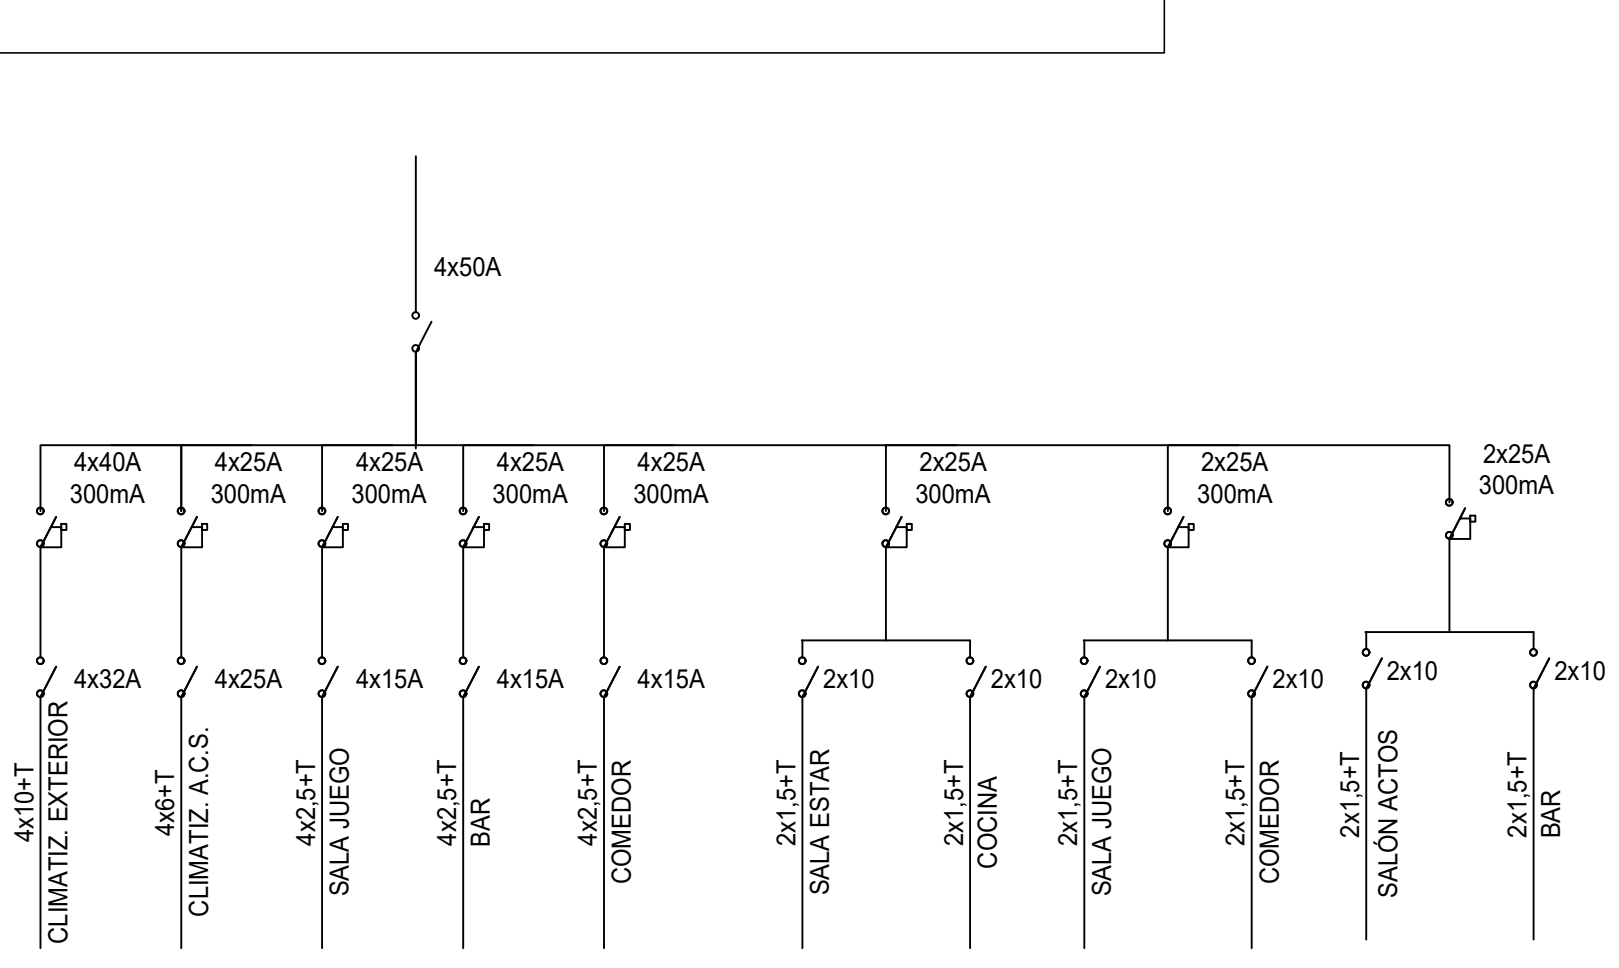 4x50A
4x40A
300mA
4x25A
300mA
4x25A
300mA
4x25A
300mA
4x25A
300mA
2x25A
300mA
2x25A
300mA
2x25A
300mA
4x32A
4x25A
4x15A
4x15A
4x15A
2x10
2x10
2x10
2x10
2x10
2x10
4x10+T
CLIMATIZ. EXTERIOR
4x6+T
CLIMATIZ. A.C.S.
4x2,5+T
SALA JUEGO
4x2,5+T
BAR
4x2,5+T
COMEDOR
2x1,5+T
SALA ESTAR
2x1,5+T
COCINA
2x1,5+T
SALA JUEGO
2x1,5+T
COMEDOR
2x1,5+T
SALÓN ACTOS
2x1,5+T
BAR